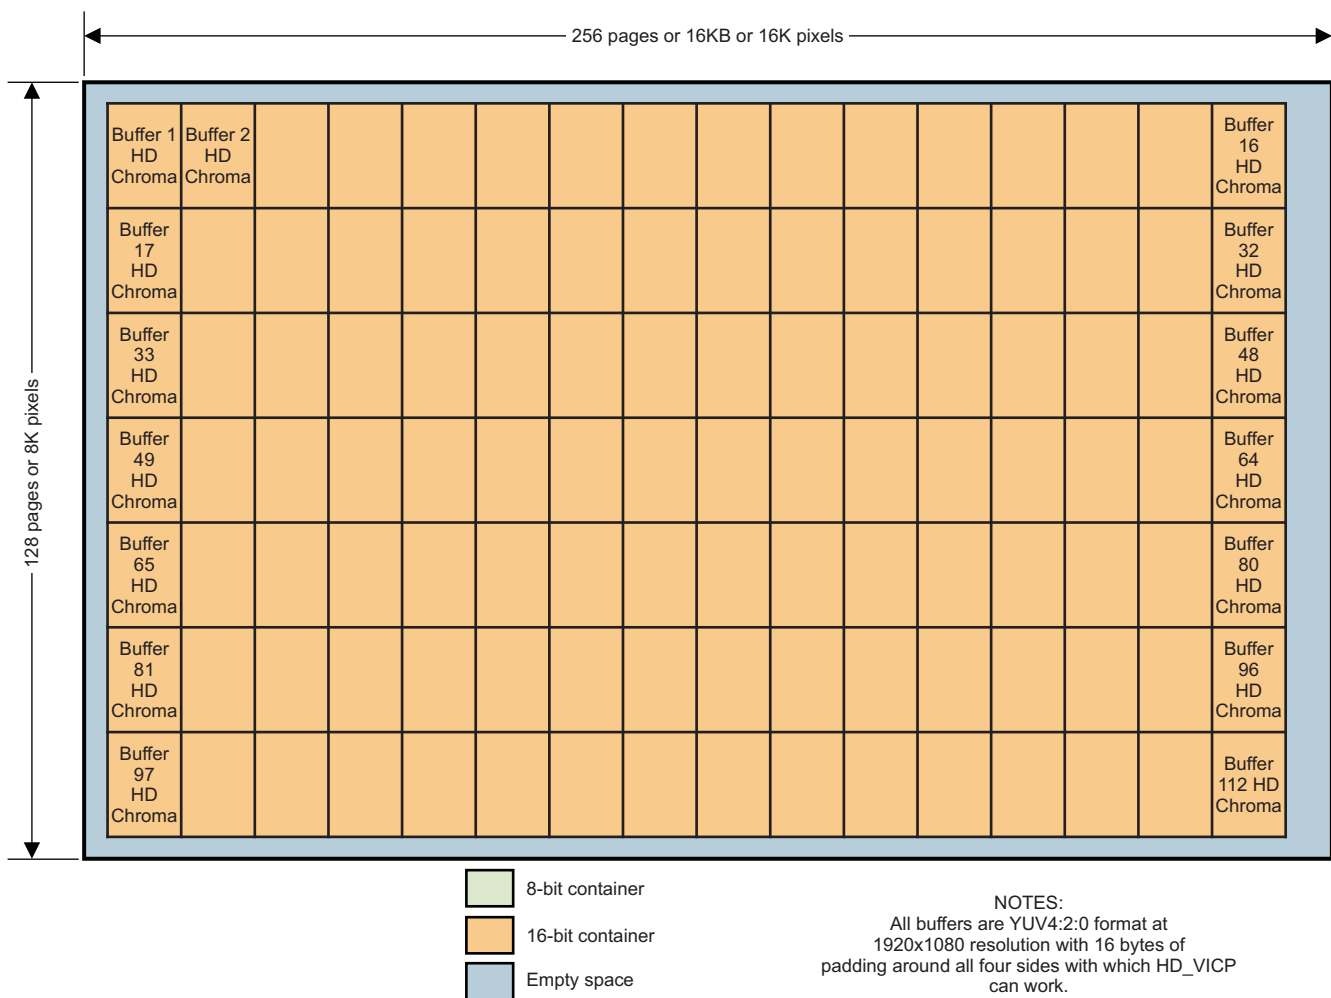 256 pages or 16KB or 16K pixels
128 pages or 8K pixels
Buffer 1
HD
Chroma
Buffer 2
HD
Chroma
Buffer
16
HD
Chroma
Buffer
17
HD
Chroma
Buffer
32
HD
Chroma
Buffer
33
HD
Chroma
Buffer
48
HD
Chroma
Buffer
49
HD
Chroma
Buffer
64
HD
Chroma
Buffer
65
HD
Chroma
Buffer
80
HD
Chroma
Buffer
81
HD
Chroma
Buffer
96
HD
Chroma
Buffer
97
HD
Chroma
Buffer
112 HD
Chroma
8-bit container
16-bit container
Empty space
NOTES:
All buffers are YUV4:2:0 format at
1920x1080 resolution with 16 bytes of
padding around all four sides with which HD_VICP
can work.